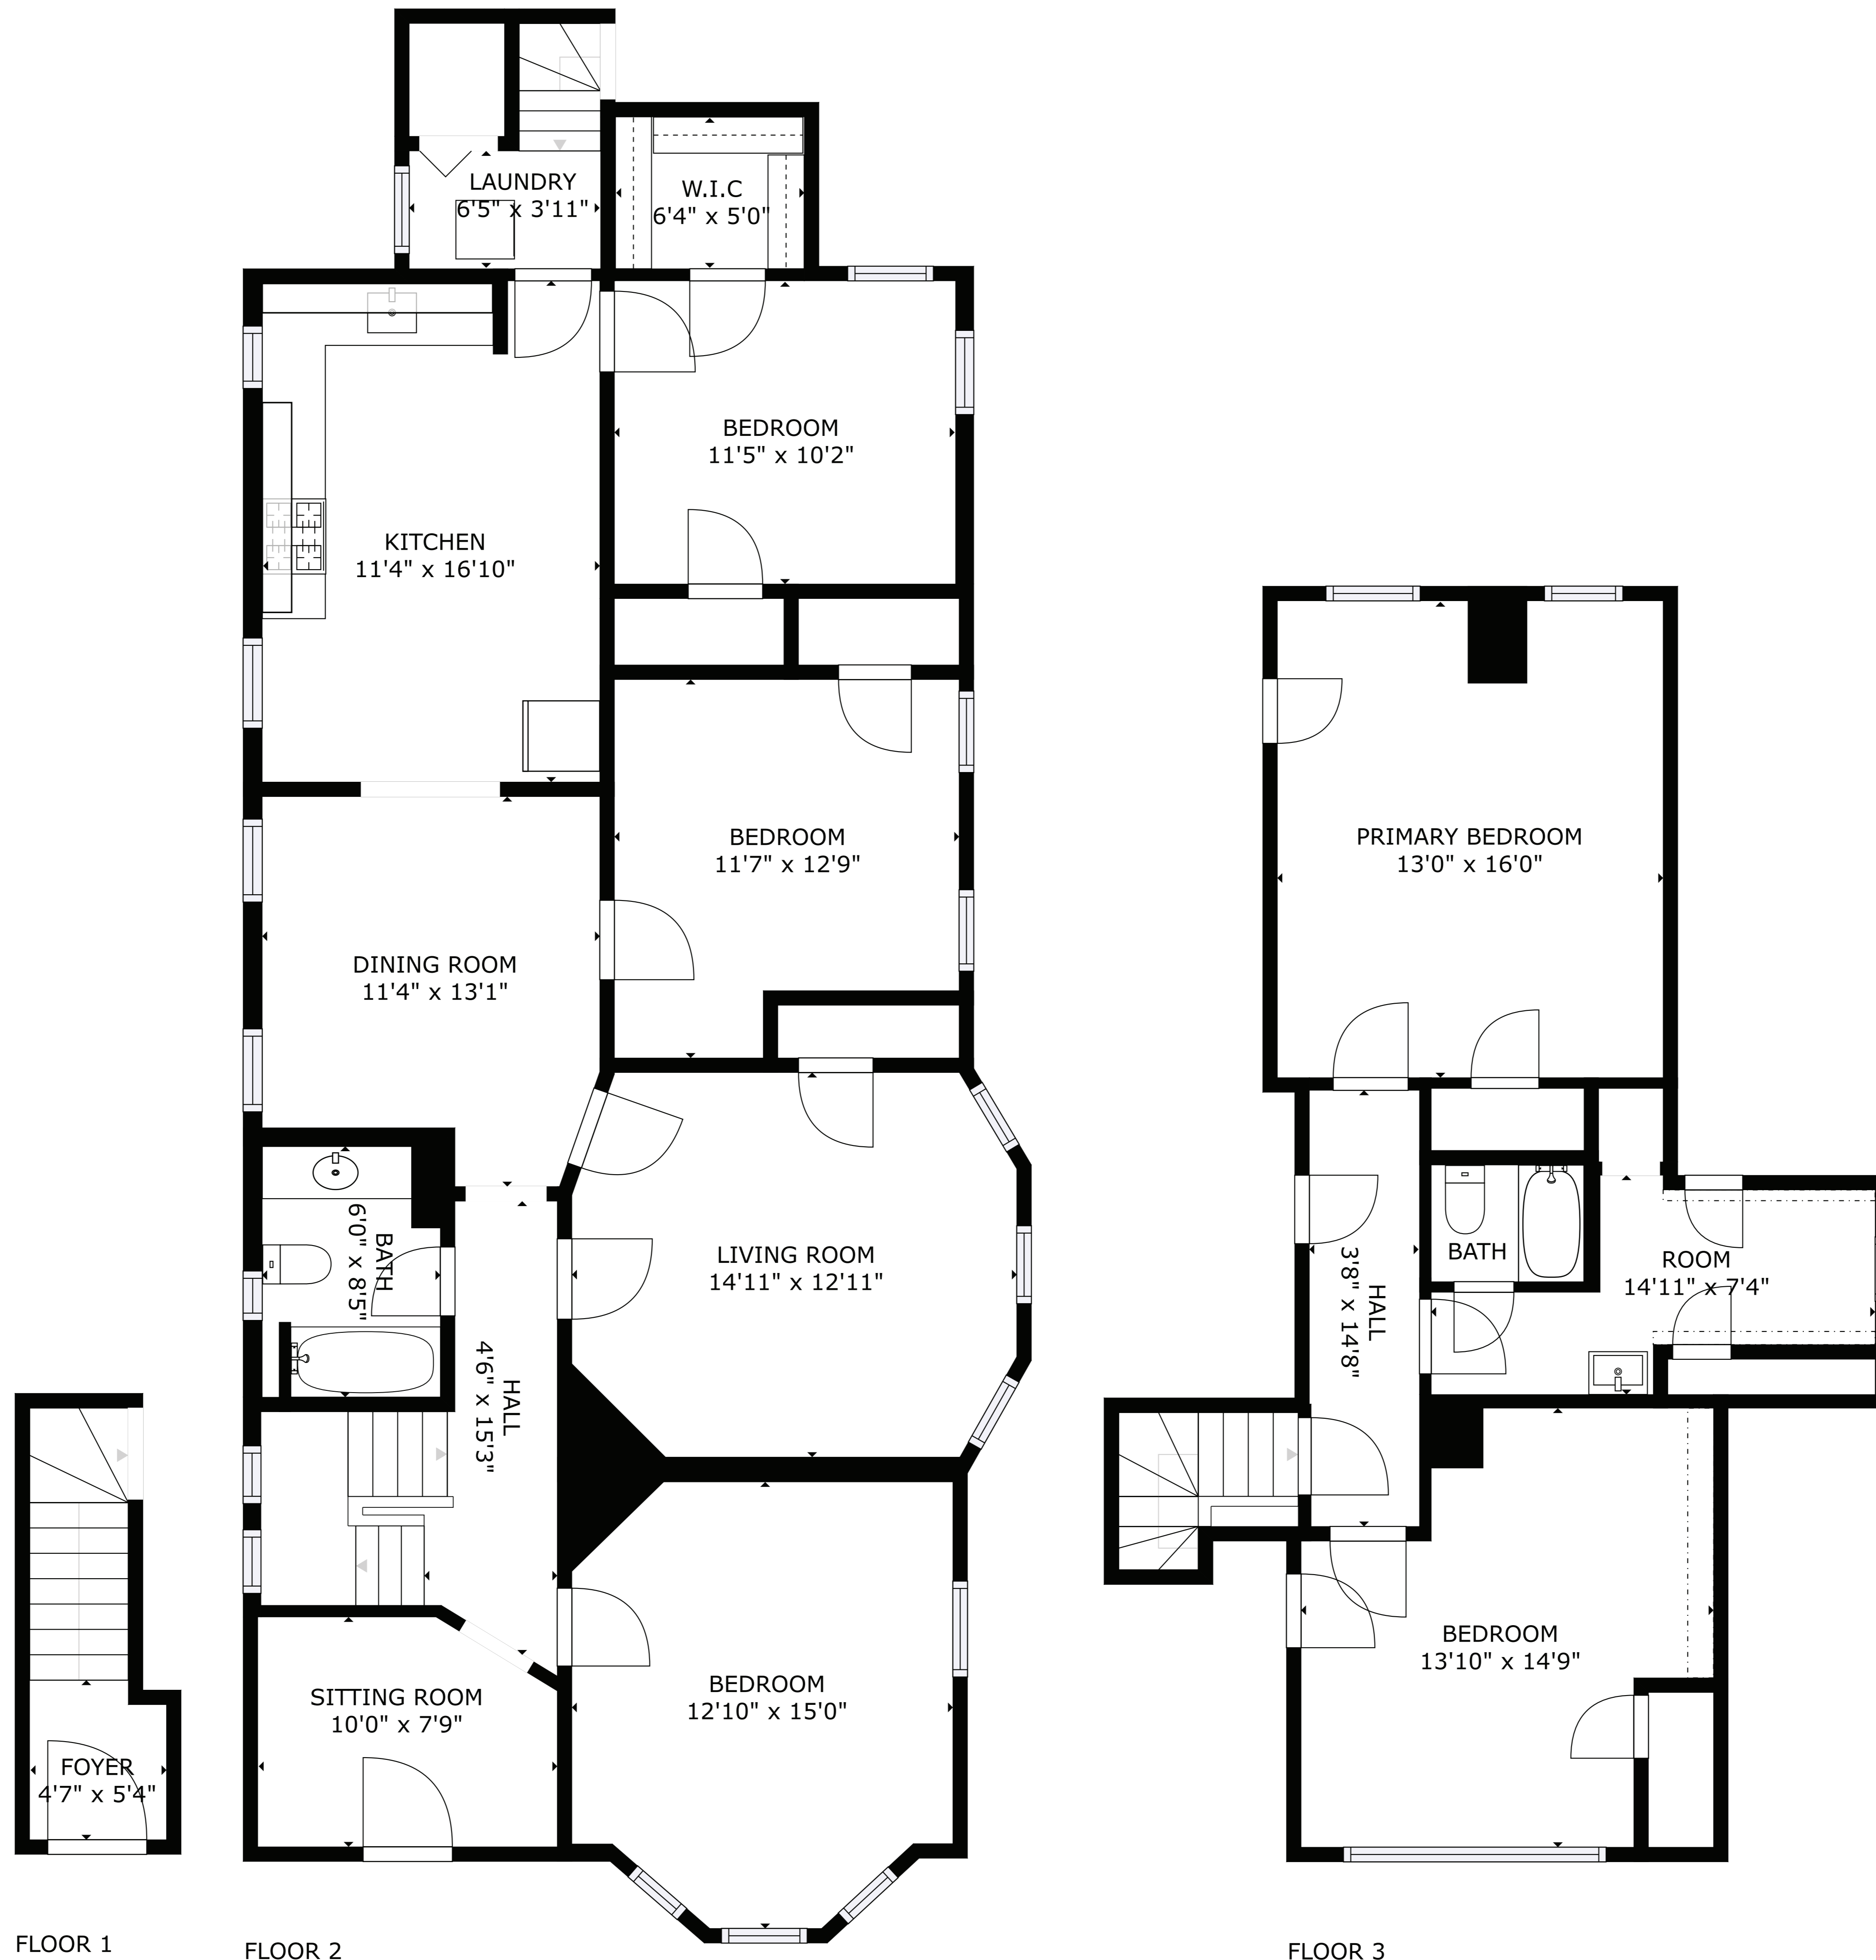 LAUNDRY
6'5" x 3'11"
W.I.C
6'4" x 5'0"
BEDROOM
11'5" x 10'2"
KITCHEN
11'4" x 16'10"
BEDROOM
11'7" x 12'9"
DINING ROOM
11'4" x 13'1"
BATH
6'0" x 8'5"
LIVING ROOM
14'11" x 12'11"
HALL
4'6" x 15'3"
SITTING ROOM
10'0" x 7'9"
BEDROOM
12'10" x 15'0"
FOYER
4'7" x 5'4"
PRIMARY BEDROOM
13'0" x 16'0"
BATH
ROOM
14'11" x 7'4"
HALL
3'8" x 14'8"
BEDROOM
13'10" x 14'9"
FLOOR 1
FLOOR 2
FLOOR 3